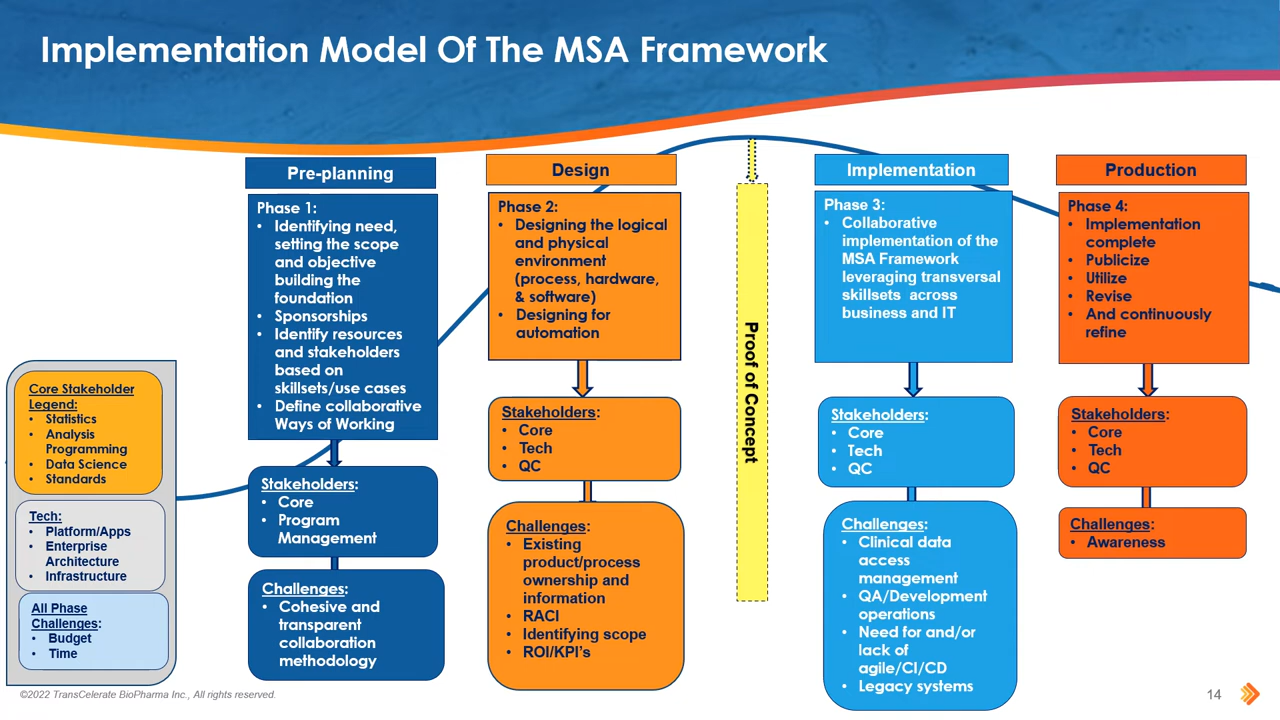 Implementation Model Of The MSA Framework
Core Stakeholder
Legend:
• Statistics
• Analysis
Programming
• Data Science
• Standards
Tech:
• Platform/Apps
• Enterprise
Architecture
• Infrastructure
All Phase
Challenges:
• Budget
• Time
Pre-planning
Phase 1:
• Identifying need,
setting the scope
and objective
building the
foundation
• Sponsorships
• Identify resources
and stakeholders
based on
skillsets/use cases
• Define collaborative
Ways of Working
Stakeholders:
• Core
• Program
Management
Challenges:
• Cohesive and
transparent
collaboration
methodology
Design
Phase 2:
• Designing the logical
and physical
environment
(process, hardware,
& software)
• Designing for
automation
Stakeholders:
• Core
• Tech
• QC
Challenges:
• Existing
product/process
ownership and
information
• RACI
• Identifying scope
• ROI/KPI's
Proof of Concept
Implementation
Phase 3:
• Collaborative
implementation of the
MSA Framework
leveraging transversal
skillsets across
business and IT
Stakeholders:
• Core
• Tech
• QC
Challenges:
• Clinical data
access
management
• QA/Development
operations
• Need for and/or
lack of
agile/CI/CD
• Legacy systems
Production
Phase 4:
• Implementation
complete
• Publicize
• Utilize
• Revise
• And continuously
refine
Stakeholders:
• Core
• Tech
• QC
Challenges:
• Awareness
©2022 TransCelerate BioPharma Inc., All rights reserved.
14